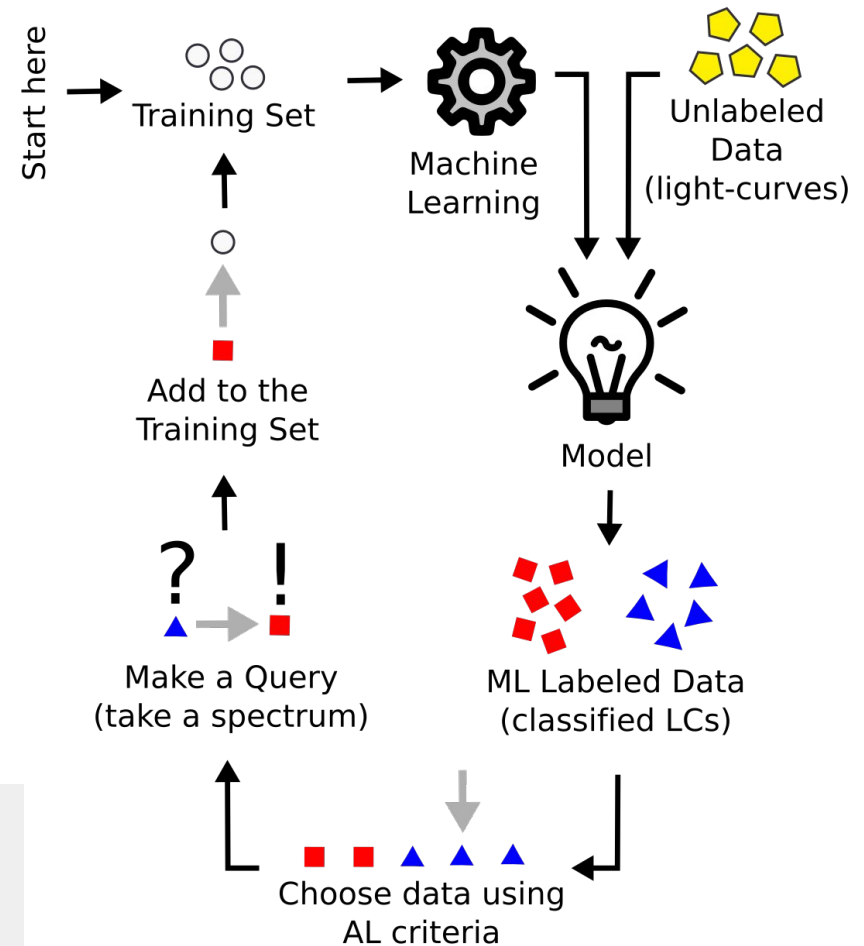 Start here
Training Set
Machine
Learning
Unlabeled
Data
(light-curves)
Model
ML Labeled Data
(classified LCs)
Choose data using
AL criteria
? !
Make a Query
(take a spectrum)
Add to the
Training Set